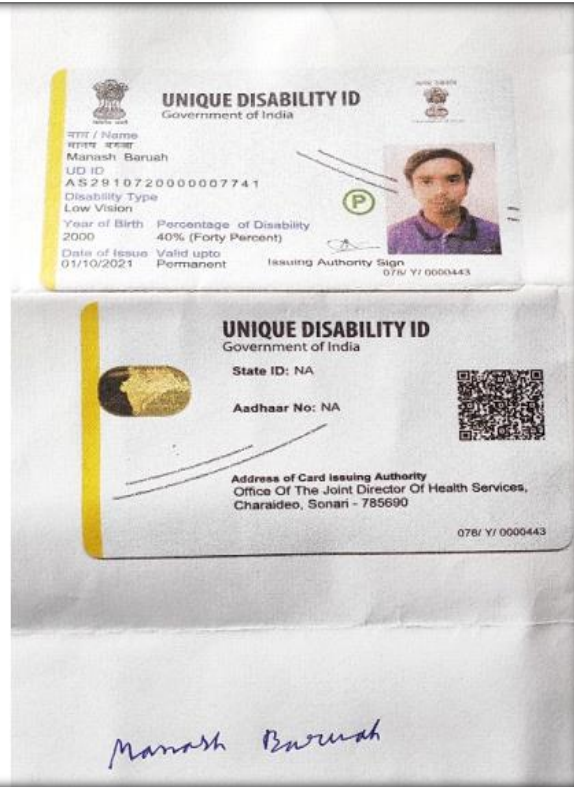 UNIQUE DISABILITY ID
Government of India
नाम / Name
मानष बरुआ
Manash Baruah
UD ID
AS2910720000007741
Disability Type
Low Vision
Year of Birth Percentage of Disability
2000 40% (Forty Percent)
Date of Issue Valid upto
01/10/2021 Permanent
P
Issuing Authority Sign
078/ Y/ 0000443
UNIQUE DISABILITY ID
Government of India
State ID: NA
Aadhaar No: NA
Address of Card Issuing Authority
Office Of The Joint Director Of Health Services,
Charaideo, Sonari - 785690
078/ Y/ 0000443
Manash Baruah